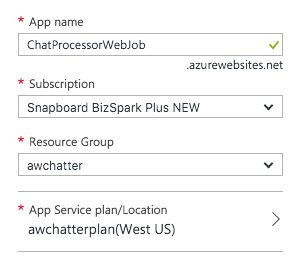 * App name
ChatProcessorWebJob
.azurewebsites.net
* Subscription
Snapboard BizSpark Plus NEW
* Resource Group
awchatter
* App Service plan/Location
awchatterplan(West US)